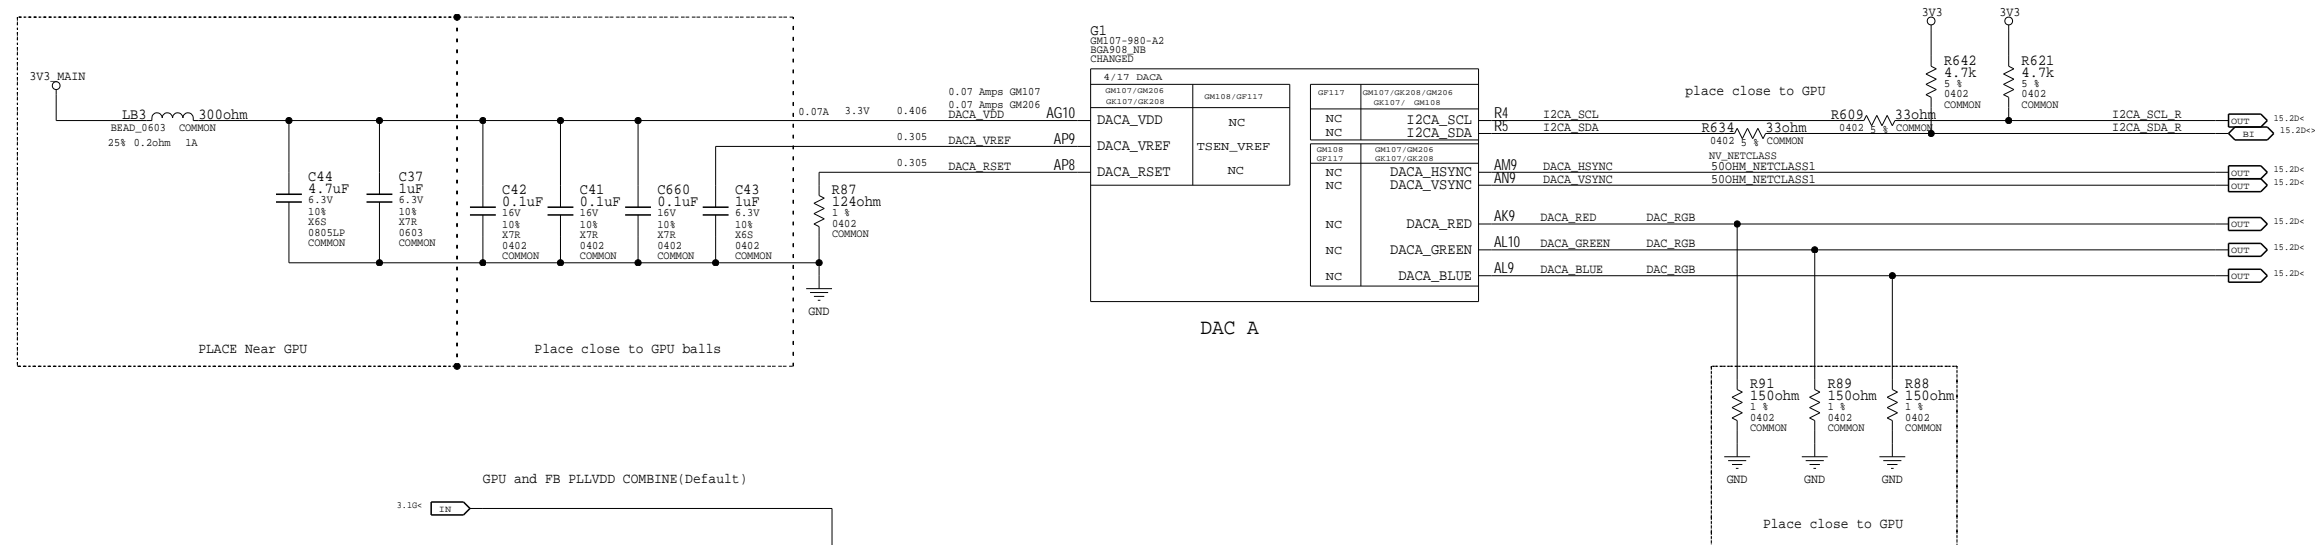 3V3_MAIN
LB3 300ohm
BEAD_0603 COMMON
25% 0.2ohm 1A
C44
4.7uF
6.3V
10%
X6S
0805LP
COMMON
C37
1uF
6.3V
10%
X7R
0603
COMMON
PLACE Near GPU
C42
0.1uF
16V
10%
X7R
0402
COMMON
C41
0.1uF
16V
10%
X7R
0402
COMMON
C660
0.1uF
16V
10%
X7R
0402
COMMON
C43
1uF
6.3V
10%
X6S
0402
COMMON
Place close to GPU balls
R87
124ohm
1 %
0402
COMMON
GND
0.07 Amps GM107
0.07 Amps GM206
0.07A 3.3V 0.406 DACA_VDD AG10
0.305 DACA_VREF AP9
0.305 DACA_RSET AP8
G1
GM107-980-A2
BGA908_NB
CHANGED
4/17 DACA
GM107/GM206
GK107/GK208
GM108/GF117
DACA_VDD NC
DACA_VREF TSEN_VREF
DACA_RSET NC
GF117
GM107/GK208/GM206
GK107/ GM108
NC I2CA_SCL
NC I2CA_SDA
GM108
GF117
GM107/GM206
GK107/GK208
NC DACA_HSYNC
NC DACA_VSYNC
NC DACA_RED
NC DACA_GREEN
NC DACA_BLUE
DAC A
3V3
3V3
R642
4.7k
5 %
0402
COMMON
R621
4.7k
5 %
0402
COMMON
place close to GPU
R4 I2CA_SCL
R609 33ohm
0402 5 % COMMON
I2CA_SCL_R OUT 15.2D<
R5 I2CA_SDA
R634 33ohm
0402 5 % COMMON
I2CA_SDA_R BI 15.2D<>
NV_NETCLASS
AM9 DACA_HSYNC 50OHM_NETCLASS1 OUT 15.2D<
AN9 DACA_VSYNC 50OHM_NETCLASS1 OUT 15.2D<
AK9 DACA_RED DAC_RGB OUT 15.2D<
AL10 DACA_GREEN DAC_RGB OUT 15.2D<
AL9 DACA_BLUE DAC_RGB OUT 15.2D<
R91
150ohm
1 %
0402
COMMON
GND
R89
150ohm
1 %
0402
COMMON
GND
R88
150ohm
1 %
0402
COMMON
GND
Place close to GPU
GPU and FB PLLVDD COMBINE(Default)
3.1G< IN